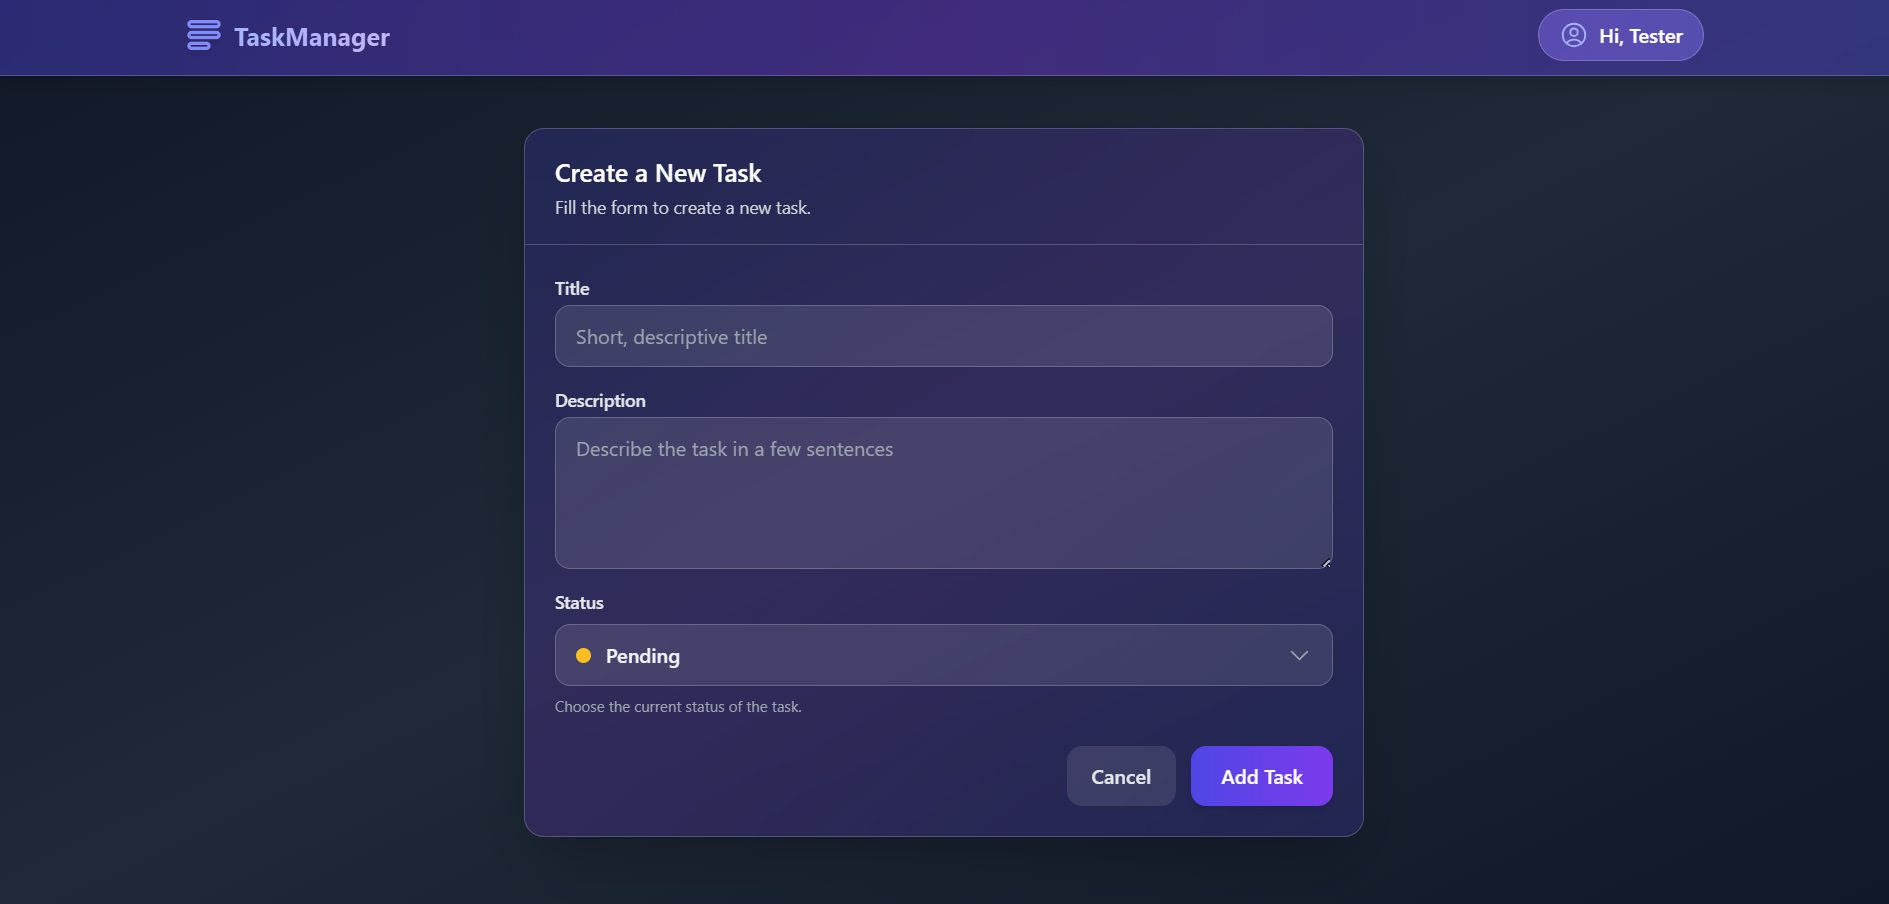 TaskManager
Hi, Tester
Create a New Task
Fill the form to create a new task.
Title
Short, descriptive title
Description
Describe the task in a few sentences
Status
Pending
Choose the current status of the task.
Cancel
Add Task